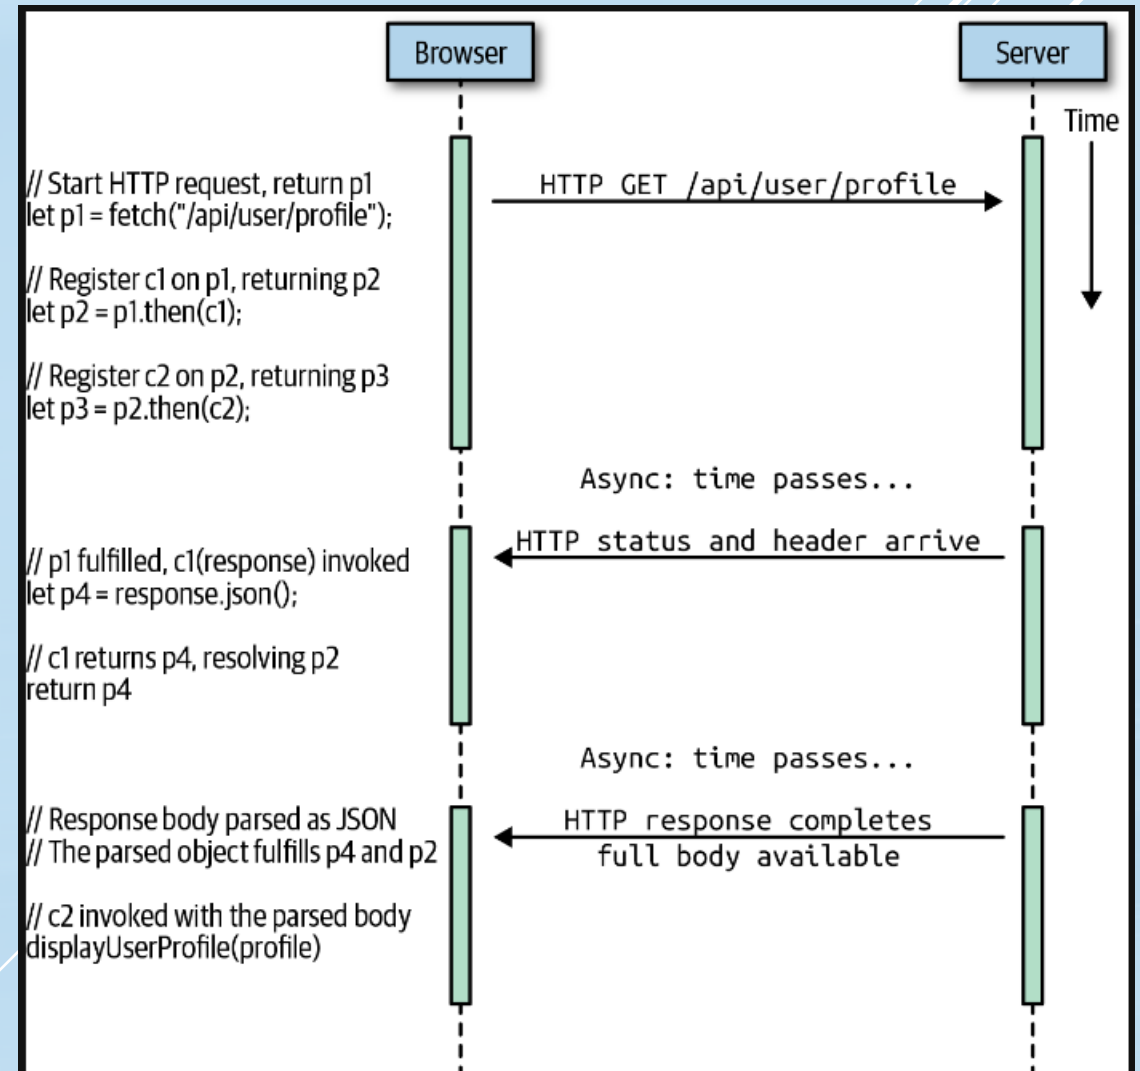 Browser
Server
Time
// Start HTTP request, return p1
let p1 = fetch("/api/user/profile");
HTTP GET /api/user/profile
// Register c1 on p1, returning p2
let p2 = p1.then(c1);
// Register c2 on p2, returning p3
let p3 = p2.then(c2);
Async: time passes...
HTTP status and header arrive
// p1 fulfilled, c1(response) invoked
let p4 = response.json();
// c1 returns p4, resolving p2
return p4
Async: time passes...
// Response body parsed as JSON
// The parsed object fulfills p4 and p2
HTTP response completes
full body available
// c2 invoked with the parsed body
displayUserProfile(profile)